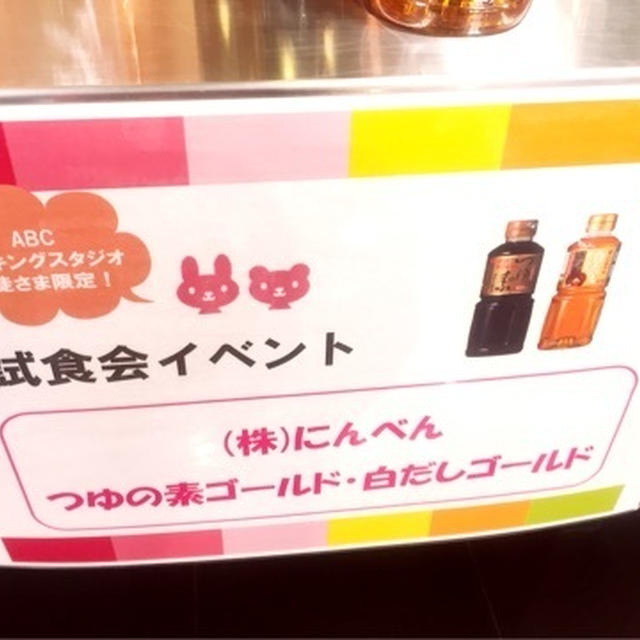 ABC
キングスタジオ
徒さま限定！
試食会イベント
(株)にんべん
つゆの素ゴールド・白だしゴールド